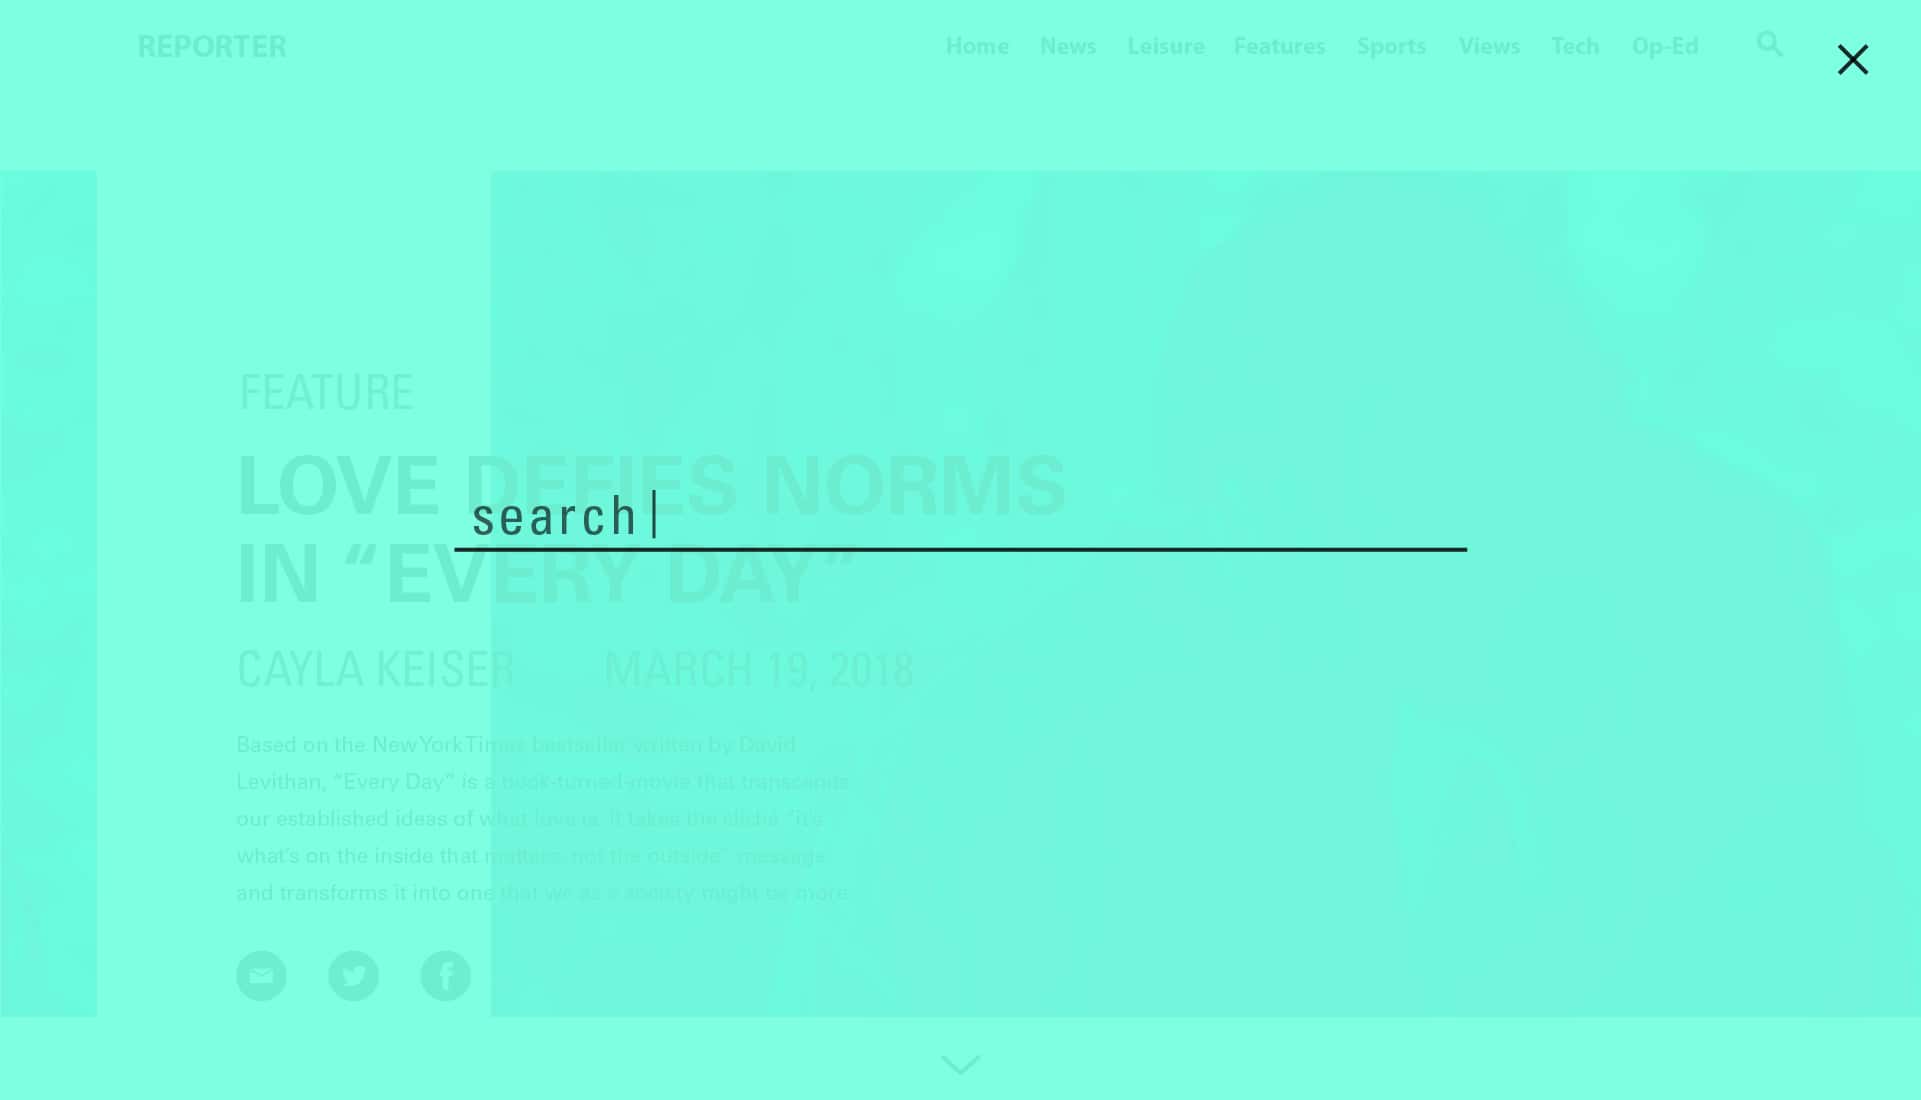 REPORTER
Home News Leisure Features Sports Views Tech Op-Ed
FEATURE
LOVE DEFIES NORMS
search
IN “EVERY DAY”
CAYLA KEISER MARCH 19, 2018
Based on the New York Times bestseller written by David
Levithan, “Every Day” is a book-turned-movie that transcends
our established ideas of what love is. It takes the cliché “it’s
what’s on the inside that matters, not the outside” message
and transforms it into one that we as a society might be more